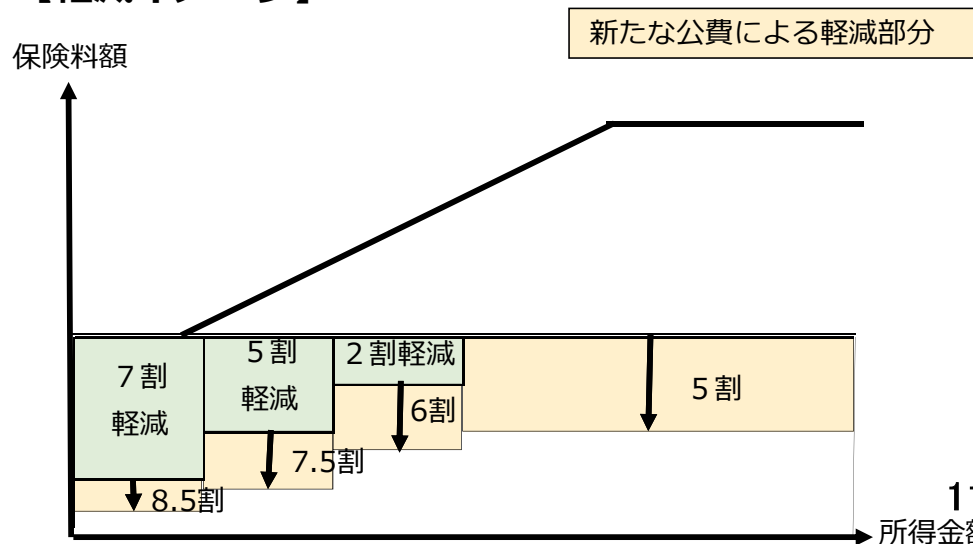 新たな公費による軽減部分
保険料額
7割
軽減
5割
軽減
2割軽減
5割
6割
7.5割
8.5割
所得金額